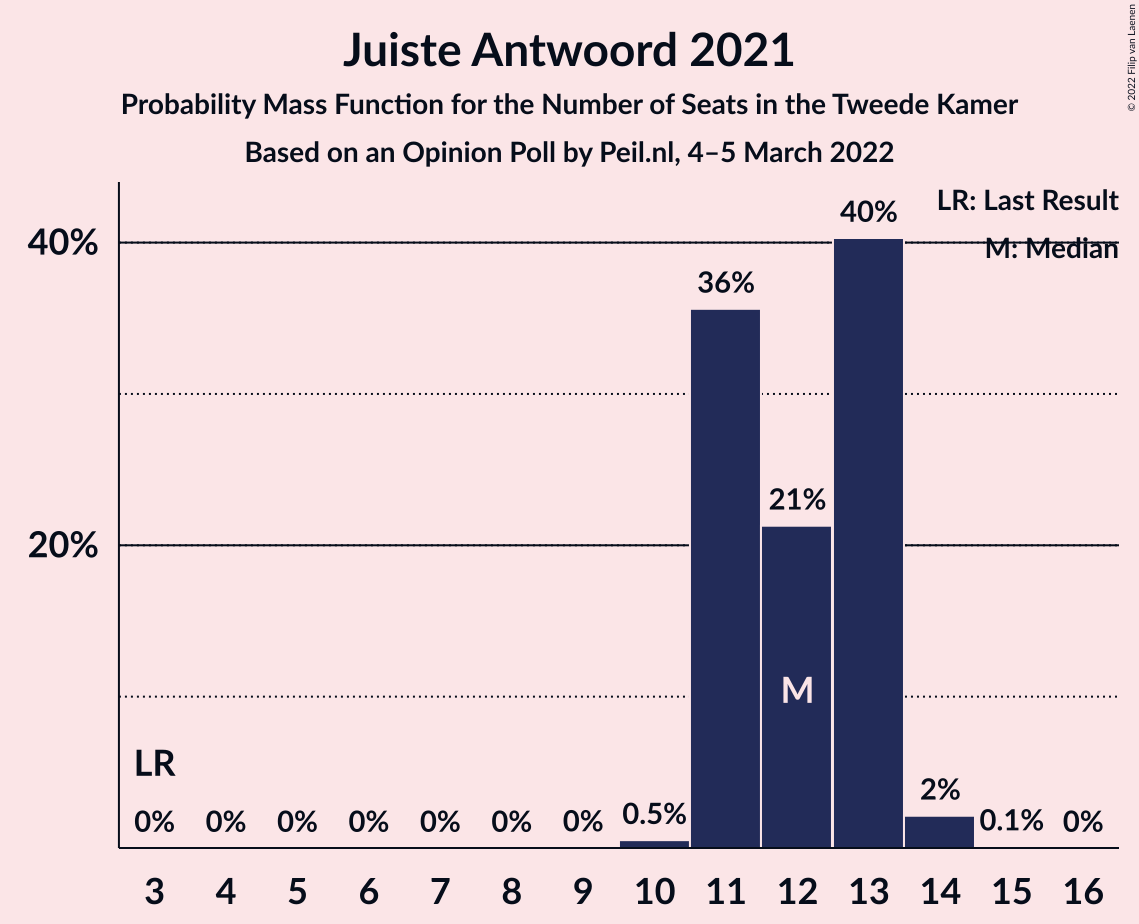 Juiste Antwoord 2021
Probability Mass Function for the Number of Seats in the Tweede Kamer
Based on an Opinion Poll by Peil.nl, 4–5 March 2022
© 2022 Filip van Laenen
LR: Last Result
M: Median
40%
20%
40%
36%
21%
M
LR
0% 0% 0% 0% 0% 0% 0% 0.5% 2% 0.1% 0%
3 4 5 6 7 8 9 10 11 12 13 14 15 16